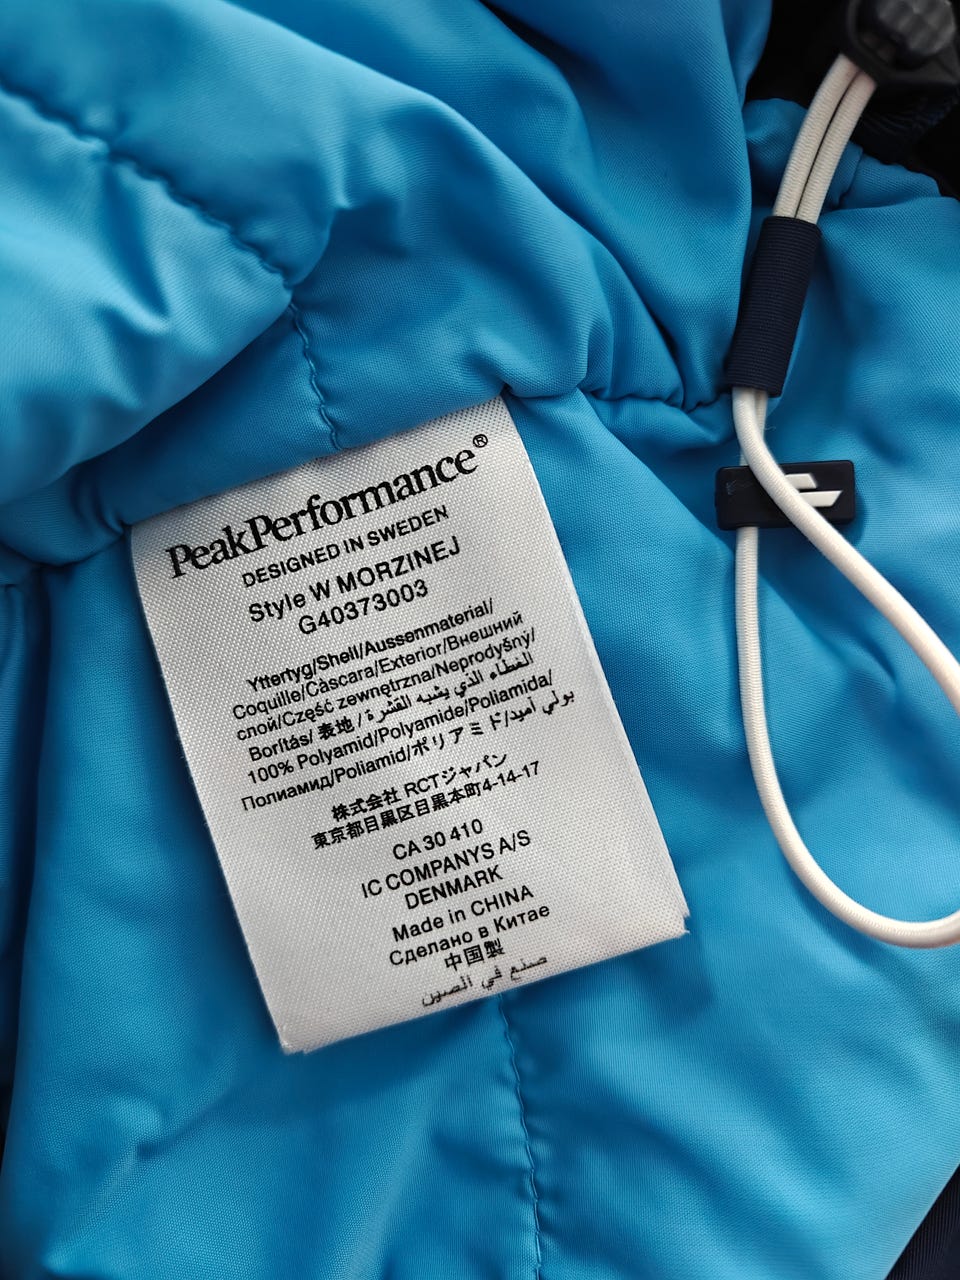 PeakPerformance®
DESIGNED IN SWEDEN
Style W MORZINEJ
G40373003
Yttertyg/Shell/Aussenmaterial/
Coquille/Càscara/Exterior/Внешний
слой/Część zewnętrzna/Neprodyšný/
Borítás/ 表地 / الغطاء الذي يشبه القشرة
100% Polyamid/Polyamide/Poliamida/
Полиамид/Poliamid/ポリアミド/بولي اميد
株式会社 RCTジャパン
東京都目黒区目黒本町4-14-17
CA 30 410
IC COMPANYS A/S
DENMARK
Made in CHINA
Сделано в Китае
中国製
صنع في الصين